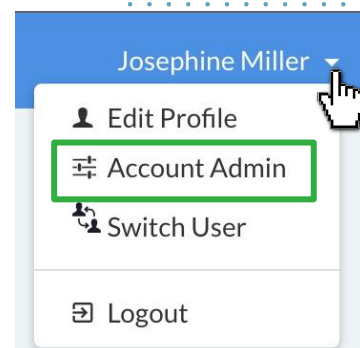 Josephine Miller
Edit Profile
Account Admin
Switch User
Logout